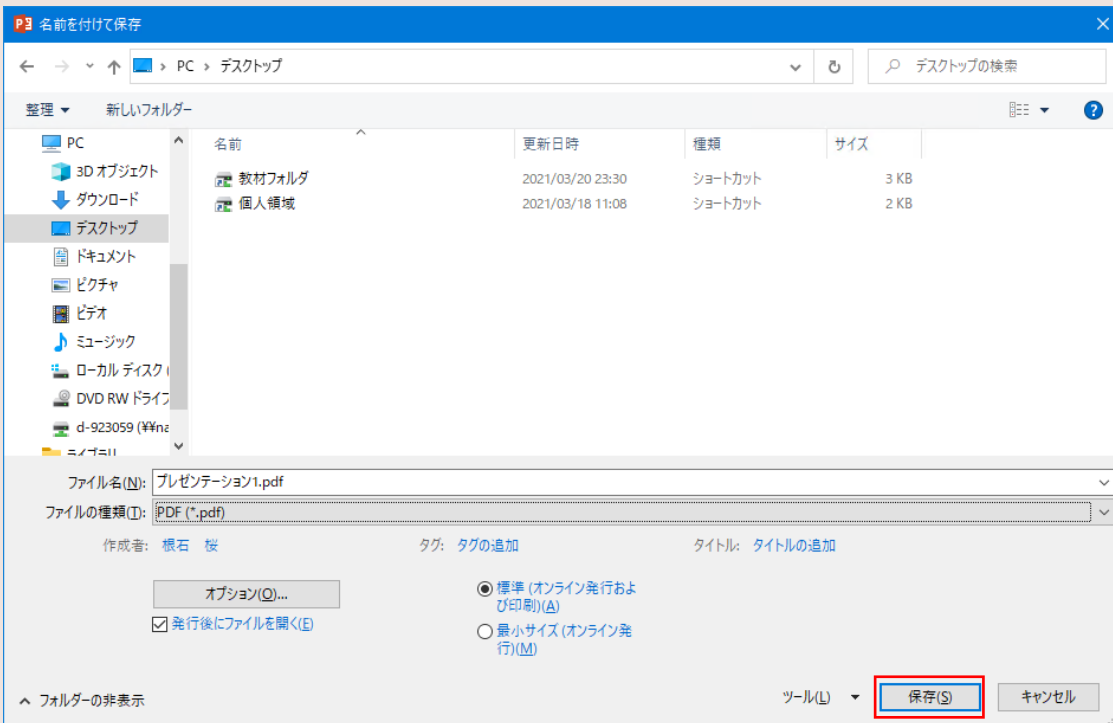 名前を付けて保存
PC › デスクトップ
デスクトップの検索
整理
新しいフォルダー
PC
3D オブジェクト
ダウンロード
デスクトップ
ドキュメント
ピクチャ
ビデオ
ミュージック
ローカル ディスク (
DVD RW ドライブ
d-923059 (¥¥na
ライブラリ
名前 更新日時 種類 サイズ
教材フォルダ 2021/03/20 23:30 ショートカット 3 KB
個人領域 2021/03/18 11:08 ショートカット 2 KB
ファイル名(N): プレゼンテーション1.pdf
ファイルの種類(T): PDF (*.pdf)
作成者: 根石 桜 タグ: タグの追加 タイトル: タイトルの追加
オプション(O)...
発行後にファイルを開く(E)
標準 (オンライン発行およ
び印刷)(A)
最小サイズ (オンライン発
行)(M)
フォルダーの非表示
ツール(L)
保存(S)
キャンセル